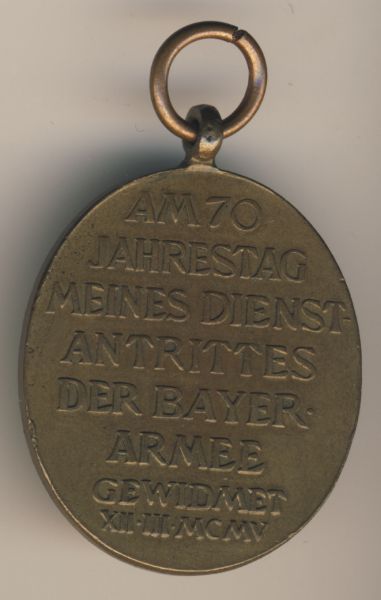 AM 70
JAHRESTAG
MEINES DIENST-
ANTRITTES
DER BAYER·
ARMEE
GEWIDMET
XII·III·MCMV